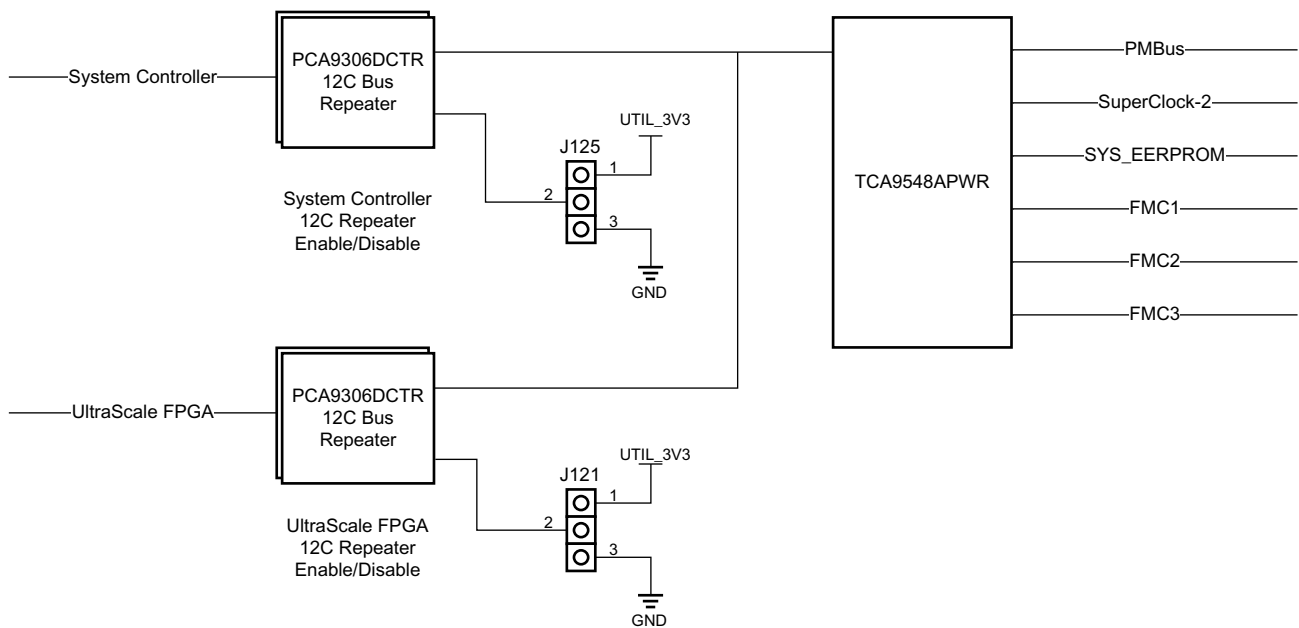 System Controller
PCA9306DCTR
12C Bus
Repeater
System Controller
12C Repeater
Enable/Disable
J125
UTIL_3V3
1
2
3
GND
TCA9548APWR
PMBus
SuperClock-2
SYS_EERPROM
FMC1
FMC2
FMC3
UltraScale FPGA
PCA9306DCTR
12C Bus
Repeater
UltraScale FPGA
12C Repeater
Enable/Disable
J121
UTIL_3V3
1
2
3
GND